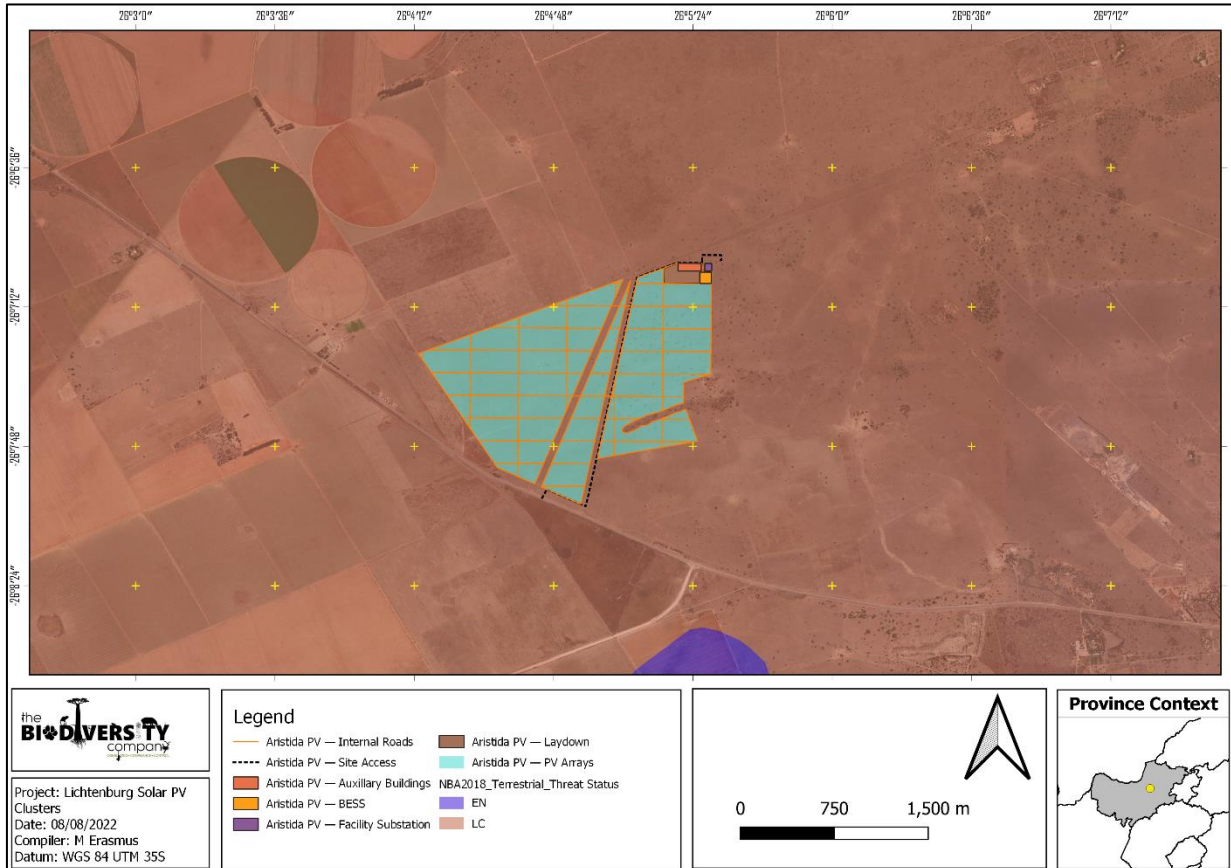 26°3′0″ 26°3′36″ 26°4′12″ 26°4′48″ 26°5′24″ 26°6′0″ 26°6′36″ 26°7′12″
-26°6′36″
-26°7′12″
-26°7′48″
-26°8′24″
the
BIODIVERSITY
company
Project: Lichtenburg Solar PV
Clusters
Date: 08/08/2022
Compiler: M Erasmus
Datum: WGS 84 UTM 35S
Legend
Aristida PV — Internal Roads
Aristida PV — Site Access
Aristida PV — Auxillary Buildings
Aristida PV — BESS
Aristida PV — Facility Substation
Aristida PV — Laydown
Aristida PV — PV Arrays
NBA2018_Terrestrial_Threat Status
EN
LC
0 750 1,500 m
Province Context